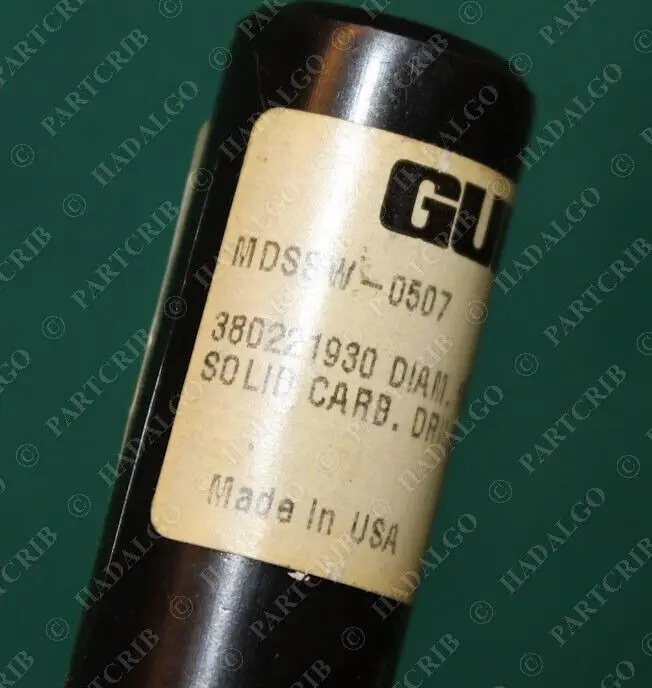 GU
MDSSW-0507
380221930 DIAM.
SOLID CARB. DR.
Made In USA
© PARTCRIB © HADALGO